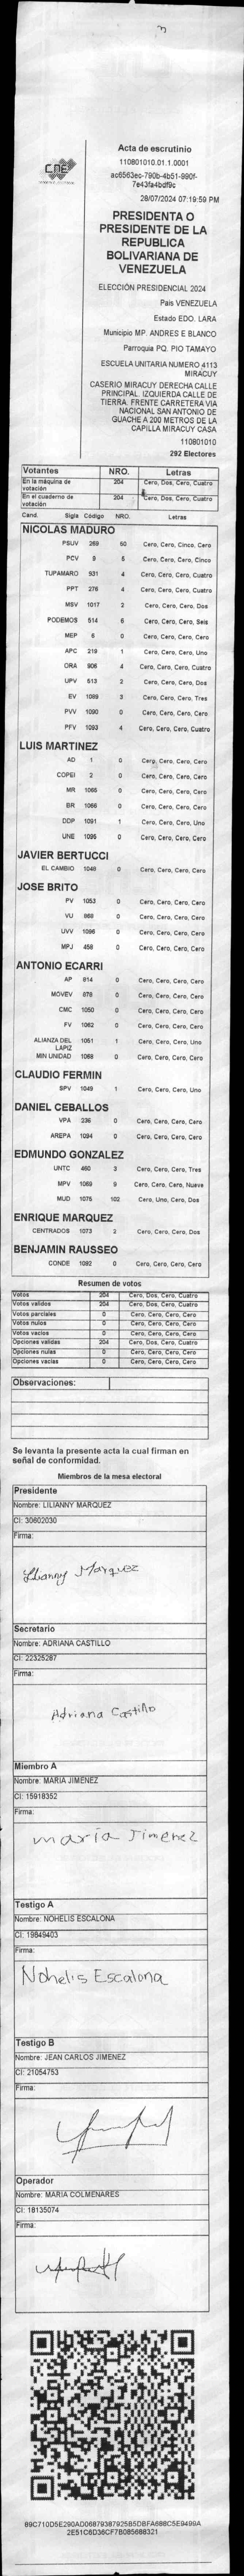 CNE
Acta de escrutinio
110801010.01.1.0001
ac6563ec-790b-4b51-990f-
7e43fa4bdf9c
28/07/2024 07:19:59 PM
PRESIDENTA O
PRESIDENTE DE LA
REPUBLICA
BOLIVARIANA DE
VENEZUELA
ELECCIÓN PRESIDENCIAL 2024
Pais VENEZUELA
Estado EDO. LARA
Municipio MP. ANDRES E BLANCO
Parroquia PQ. PIO TAMAYO
ESCUELA UNITARIA NUMERO 4113
MIRACUY
CASERIO MIRACUY DERECHA CALLE
PRINCIPAL. IZQUIERDA CALLE DE
TIERRA. FRENTE CARRETERA VIA
NACIONAL SAN ANTONIO DE
GUACHE A 200 METROS DE LA
CAPILLA MIRACUY CASA
110801010
292 Electores
Votantes NRO. Letras
En la máquina de votación 204 Cero, Dos, Cero, Cuatro
En el cuaderno de votación 204 Cero, Dos, Cero, Cuatro
Cand. Sigla Código NRO. Letras
NICOLAS MADURO
PSUV 269 50 Cero, Cero, Cinco, Cero
PCV 9 5 Cero, Cero, Cero, Cinco
TUPAMARO 931 4 Cero, Cero, Cero, Cuatro
PPT 276 4 Cero, Cero, Cero, Cuatro
MSV 1017 2 Cero, Cero, Cero, Dos
PODEMOS 514 6 Cero, Cero, Cero, Seis
MEP 6 0 Cero, Cero, Cero, Cero
APC 219 1 Cero, Cero, Cero, Uno
ORA 906 4 Cero, Cero, Cero, Cuatro
UPV 613 2 Cero, Cero, Cero, Dos
EV 1089 3 Cero, Cero, Cero, Tres
PVV 1090 0 Cero, Cero, Cero, Cero
PFV 1093 4 Cero, Cero, Cero, Cuatro
LUIS MARTINEZ
AD 1 0 Cero, Cero, Cero, Cero
COPEI 2 0 Cero, Cero, Cero, Cero
MR 1065 0 Cero, Cero, Cero, Cero
BR 1066 0 Cero, Cero, Cero, Cero
DDP 1091 1 Cero, Cero, Cero, Uno
UNE 1095 0 Cero, Cero, Cero, Cero
JAVIER BERTUCCI
EL CAMBIO 1048 0 Cero, Cero, Cero, Cero
JOSE BRITO
PV 1053 0 Cero, Cero, Cero, Cero
VU 868 0 Cero, Cero, Cero, Cero
UVV 1096 0 Cero, Cero, Cero, Cero
MPJ 458 0 Cero, Cero, Cero, Cero
ANTONIO ECARRI
AP 814 0 Cero, Cero, Cero, Cero
MOVEV 878 0 Cero, Cero, Cero, Cero
CMC 1050 0 Cero, Cero, Cero, Cero
FV 1062 0 Cero, Cero, Cero, Cero
ALIANZA DEL LAPIZ 1051 1 Cero, Cero, Cero, Uno
MIN UNIDAD 1068 0 Cero, Cero, Cero, Cero
CLAUDIO FERMIN
SPV 1049 1 Cero, Cero, Cero, Uno
DANIEL CEBALLOS
VPA 236 0 Cero, Cero, Cero, Cero
AREPA 1094 0 Cero, Cero, Cero, Cero
EDMUNDO GONZALEZ
UNTC 460 3 Cero, Cero, Cero, Tres
MPV 1069 9 Cero, Cero, Cero, Nueve
MUD 1075 102 Cero, Uno, Cero, Dos
ENRIQUE MARQUEZ
CENTRADOS 1073 2 Cero, Cero, Cero, Dos
BENJAMIN RAUSSEO
CONDE 1092 0 Cero, Cero, Cero, Cero
Resumen de votos
Votos 204 Cero, Dos, Cero, Cuatro
Votos validos 204 Cero, Dos, Cero, Cuatro
Votos parciales 0 Cero, Cero, Cero, Cero
Votos nulos 0 Cero, Cero, Cero, Cero
Votos vacios 0 Cero, Cero, Cero, Cero
Opciones validas 204 Cero, Dos, Cero, Cuatro
Opciones nulas 0 Cero, Cero, Cero, Cero
Opciones vacias 0 Cero, Cero, Cero, Cero
Observaciones:
Se levanta la presente acta la cual firman en
señal de conformidad.
Miembros de la mesa electoral
Presidente
Nombre: LILIANNY MARQUEZ
CI: 30602030
Firma:
Lilianny Marquez
Secretario
Nombre: ADRIANA CASTILLO
CI: 22325287
Firma:
Adriana Castillo
Miembro A
Nombre: MARIA JIMENEZ
CI: 15918352
Firma:
maría Jimenez
Testigo A
Nombre: NOHELIS ESCALONA
CI: 19849403
Firma:
Nohelis Escalona
Testigo B
Nombre: JEAN CARLOS JIMENEZ
CI: 21054753
Firma:
Operador
Nombre: MARIA COLMENARES
CI: 18135074
Firma:
89C710D5E290AD06879387925B5DBFA688C5E9499A
2E51C6D36CF7B085688321